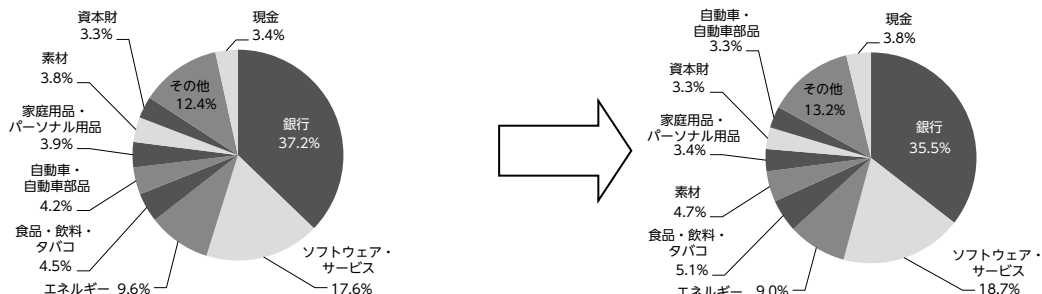 資本財
3.3%
現金
3.4%
素材
3.8%
その他
12.4%
家庭用品・
パーソナル用品
3.9%
銀行
37.2%
自動車・
自動車部品
4.2%
食品・飲料・
タバコ
4.5%
エネルギー 9.6%
ソフトウェア・
サービス
17.6%
自動車・
自動車部品
3.3%
現金
3.8%
資本財
3.3%
その他
13.2%
家庭用品・
パーソナル用品
3.4%
銀行
35.5%
素材
4.7%
食品・飲料・
タバコ
5.1%
エネルギー 9.0%
ソフトウェア・
サービス
18.7%